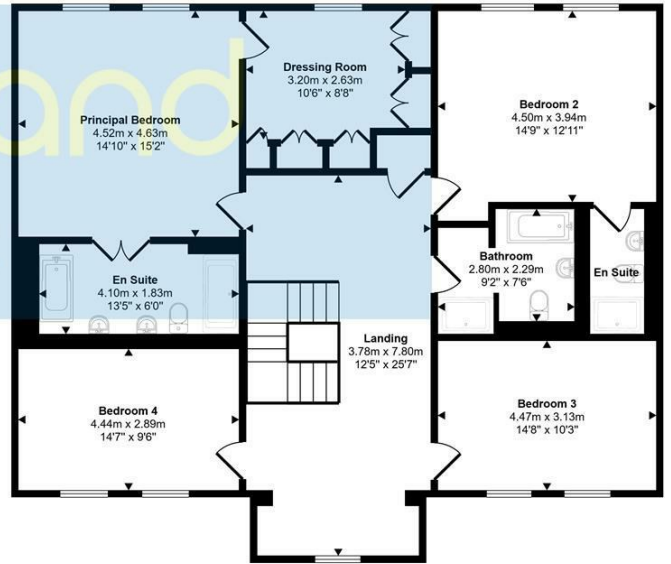 and
Principal Bedroom
4.52m x 4.63m
14'10" x 15'2"
Dressing Room
3.20m x 2.63m
10'6" x 8'8"
Bedroom 2
4.50m x 3.94m
14'9" x 12'11"
En Suite
4.10m x 1.83m
13'5" x 6'0"
Bathroom
2.80m x 2.29m
9'2" x 7'6"
En Suite
Landing
3.78m x 7.80m
12'5" x 25'7"
Bedroom 4
4.44m x 2.89m
14'7" x 9'6"
Bedroom 3
4.47m x 3.13m
14'8" x 10'3"